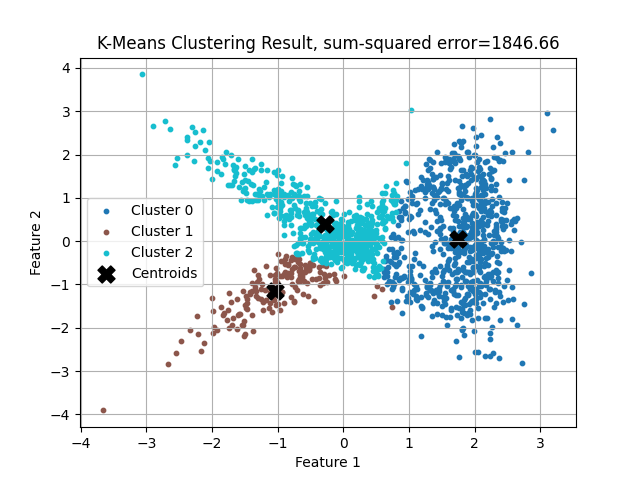 K-Means Clustering Result, sum-squared error=1846.66
4
3
2
1
0
−1
−2
−3
−4
Feature 2
Cluster 0
Cluster 1
Cluster 2
Centroids
−4 −3 −2 −1 0 1 2 3
Feature 1